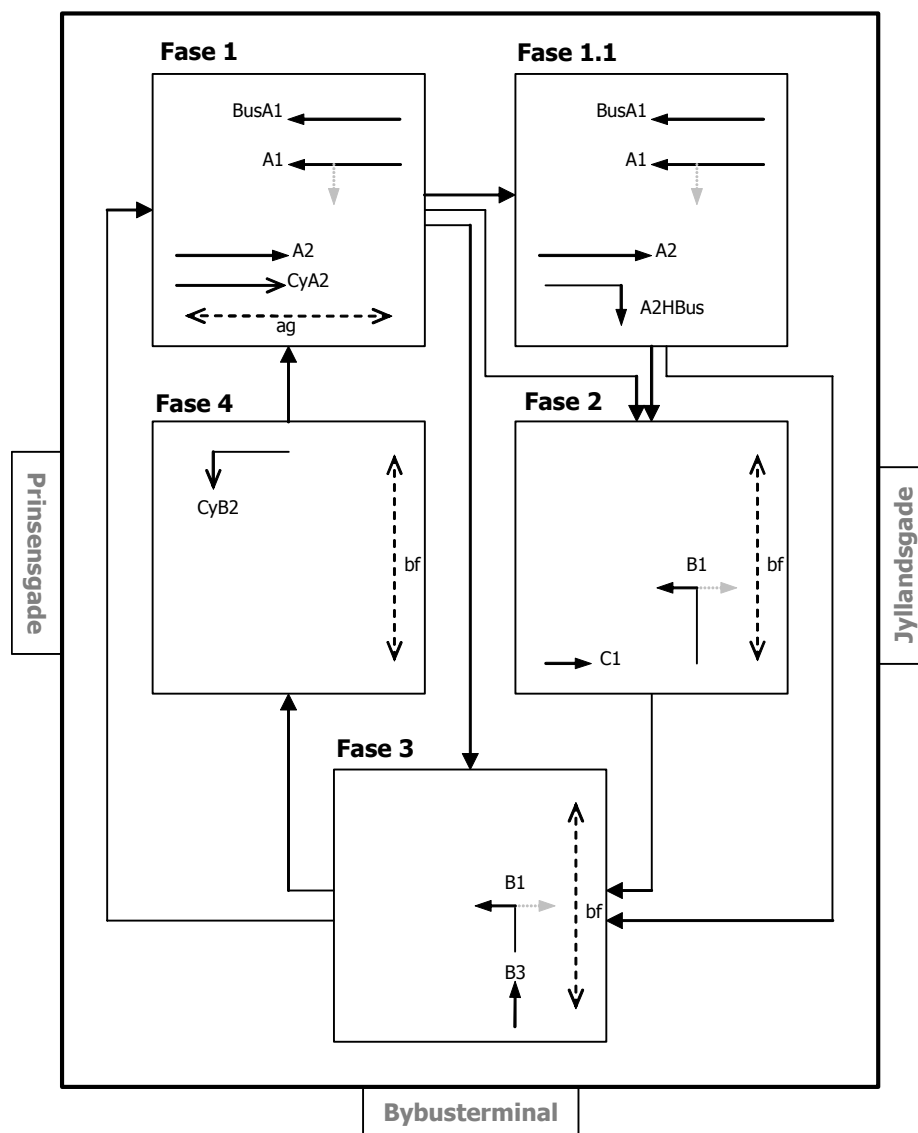 Fase 1
Fase 1.1
BusA1
A1
A2
CyA2
ag
BusA1
A1
A2
A2HBus
Fase 4
Fase 2
CyB2
bf
B1
bf
C1
Prinsensgade
Jyllandsgade
Fase 3
B1
bf
B3
Bybusterminal